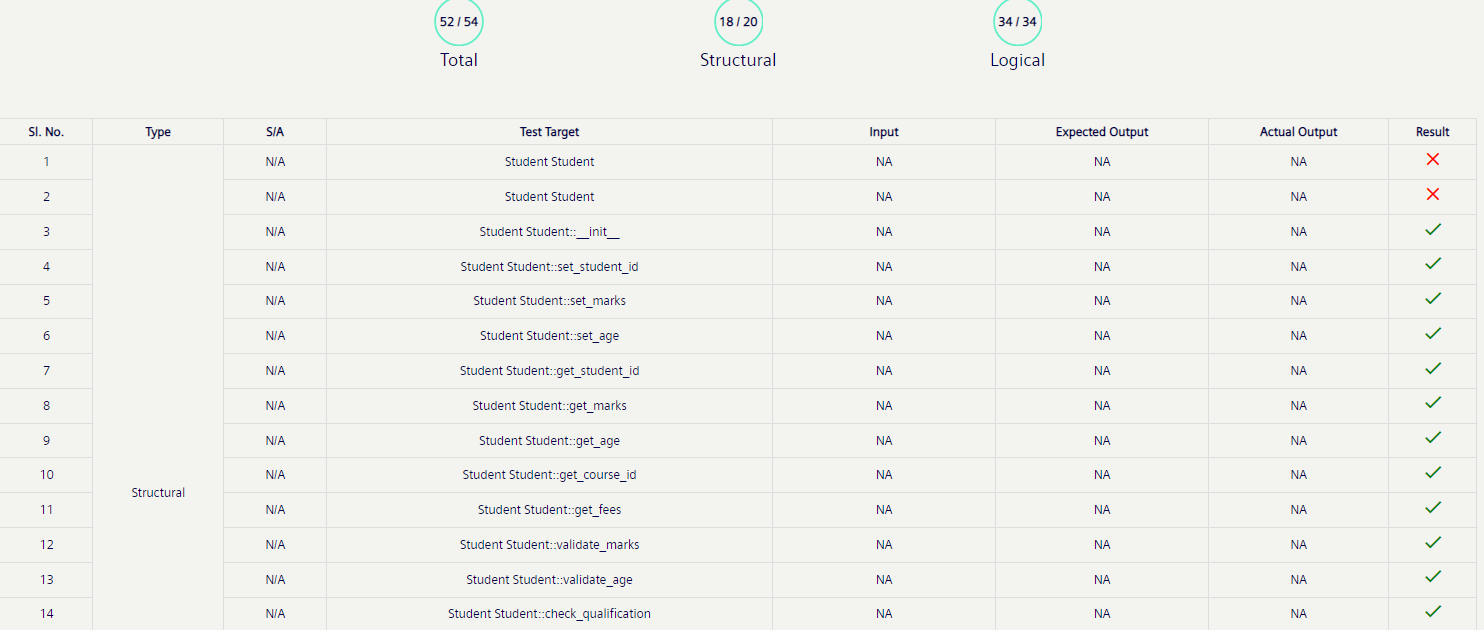 52 / 54 18 / 20 34 / 34
Total Structural Logical
Sl. No. Type S/A Test Target Input Expected Output Actual Output Result
1 N/A Student Student NA NA NA
2 N/A Student Student NA NA NA
3 N/A Student Student::__init__ NA NA NA
4 N/A Student Student::set_student_id NA NA NA
5 N/A Student Student::set_marks NA NA NA
6 N/A Student Student::set_age NA NA NA
7 N/A Student Student::get_student_id NA NA NA
8 N/A Student Student::get_marks NA NA NA
9 N/A Student Student::get_age NA NA NA
10 N/A Student Student::get_course_id NA NA NA
Structural
11 N/A Student Student::get_fees NA NA NA
12 N/A Student Student::validate_marks NA NA NA
13 N/A Student Student::validate_age NA NA NA
14 N/A Student Student::check_qualification NA NA NA